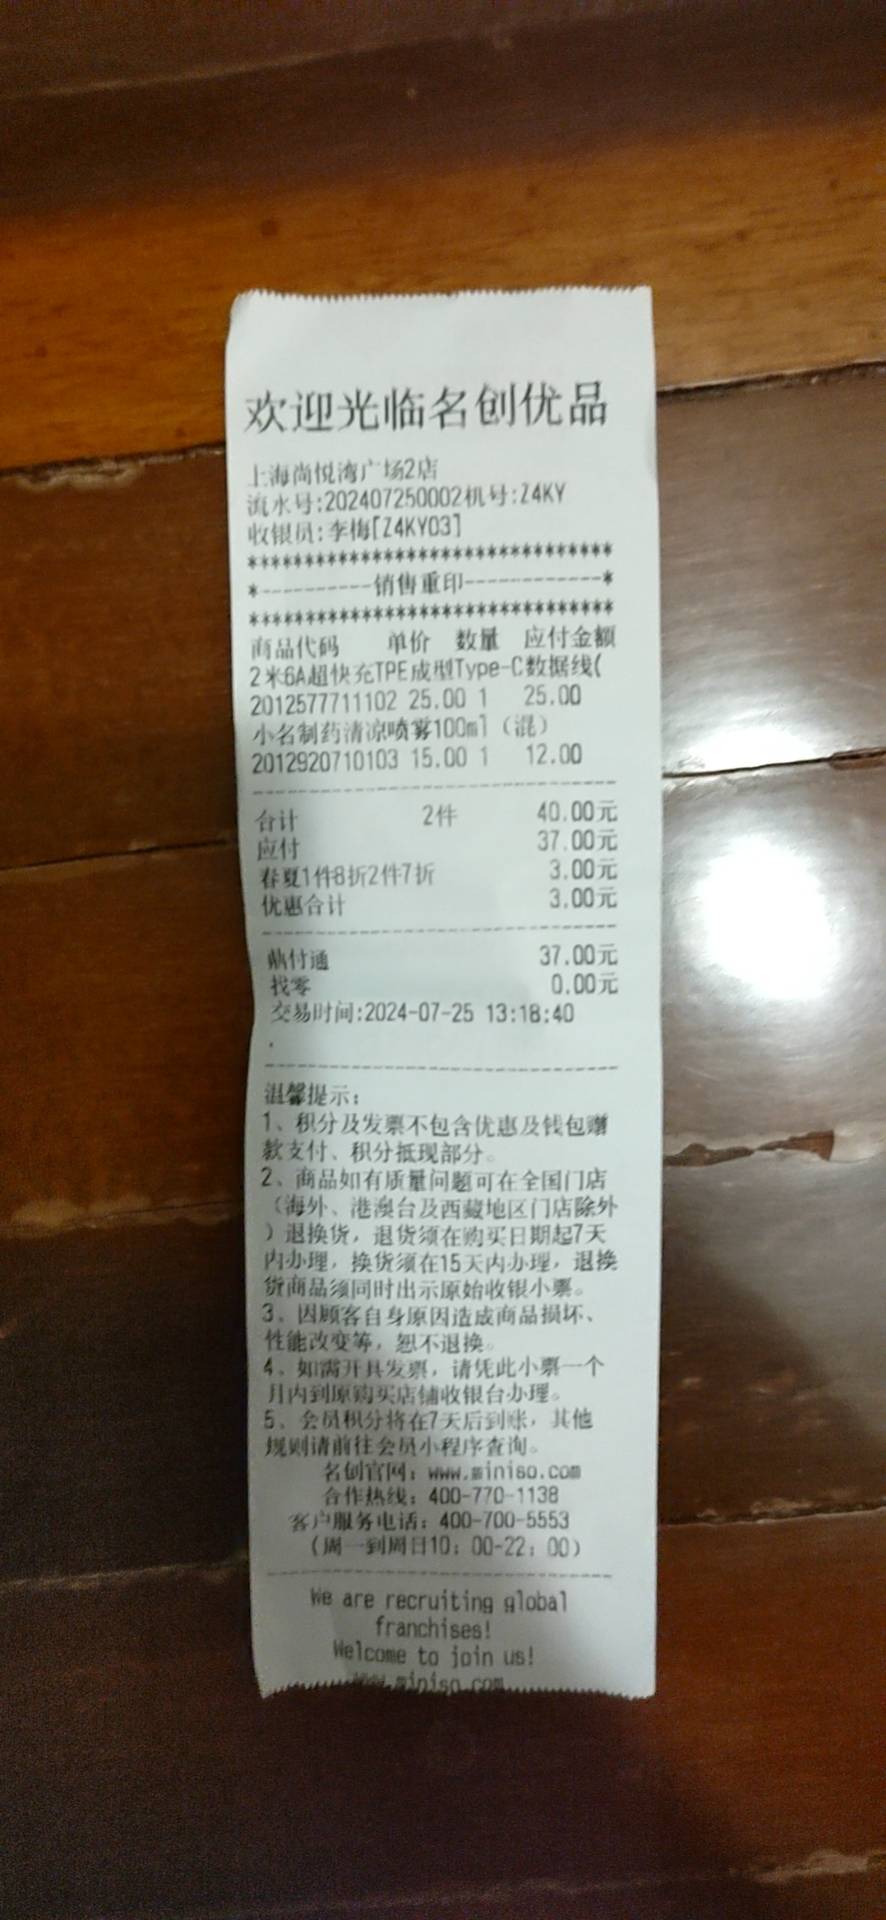 欢迎光临名创优品
上海尚悦湾广场2店
流水号:202407250002机号:Z4KY
收银员:李梅[Z4KY03]
********************************
*----------销售重印------------*
********************************
商品代码 单价 数量 应付金额
2米6A超快充TPE成型Type-C数据线(
2012577711102 25.00 1 25.00
小名制药清凉喷雾100ml（混）
2012920710103 15.00 1 12.00
合计 2件 40.00元
应付 37.00元
春夏1件8折2件7折 3.00元
优惠合计 3.00元
鼎付通 37.00元
找零 0.00元
交易时间:2024-07-25 13:18:40
.
温馨提示：
1、积分及发票不包含优惠及钱包赠
款支付、积分抵现部分。
2、商品如有质量问题可在全国门店
（海外、港澳台及西藏地区门店除外
）退换货，退货须在购买日期起7天
内办理，换货须在15天内办理，退换
货商品须同时出示原始收银小票。
3、因顾客自身原因造成商品损坏、
性能改变等，恕不退换。
4、如需开具发票，请凭此小票一个
月内到原购买店铺收银台办理。
5、会员积分将在7天后到账，其他
规则请前往会员小程序查询。
名创官网：www.miniso.com
合作热线：400-770-1138
客户服务电话：400-700-5553
（周一到周日10：00-22：00）
We are recruiting global
franchises!
Welcome to join us!
www.miniso.com